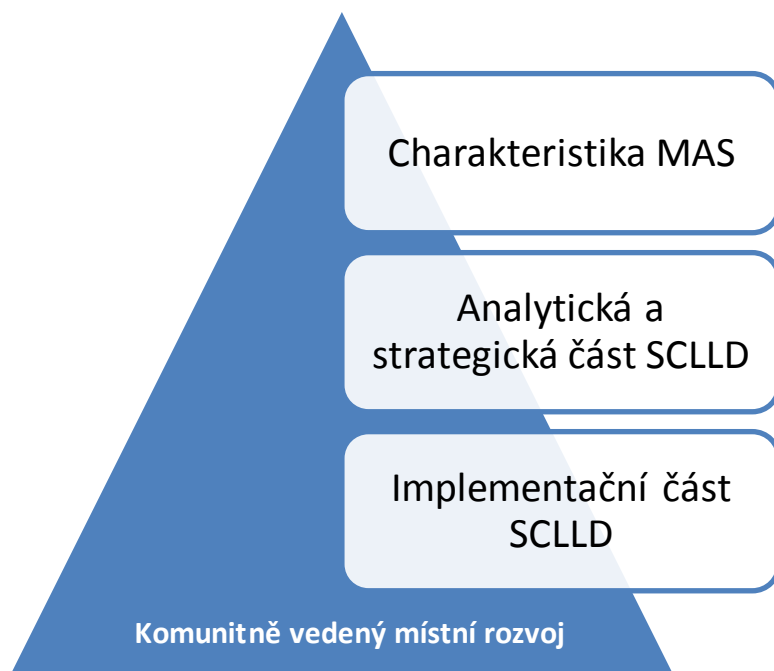 Charakteristika MAS
Analytická a
strategická část SCLLD
Implementační část
SCLLD
Komunitně vedený místní rozvoj